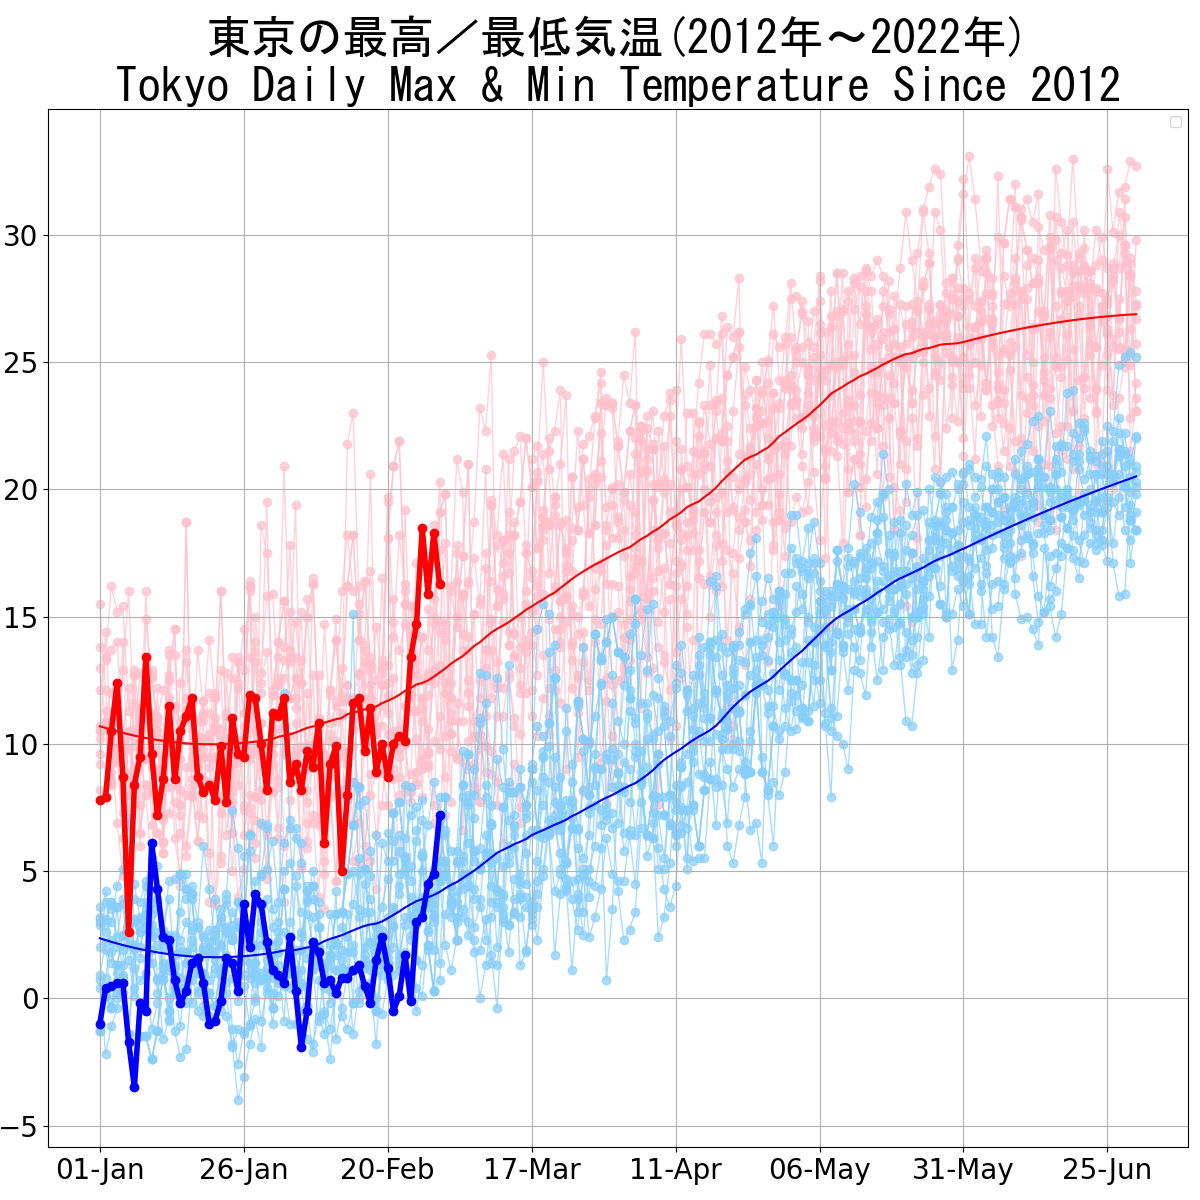 東京の最高／最低気温(2012年～2022年)
Tokyo Daily Max & Min Temperature Since 2012
30
25
20
15
10
5
0
−5
01-Jan 26-Jan 20-Feb 17-Mar 11-Apr 06-May 31-May 25-Jun